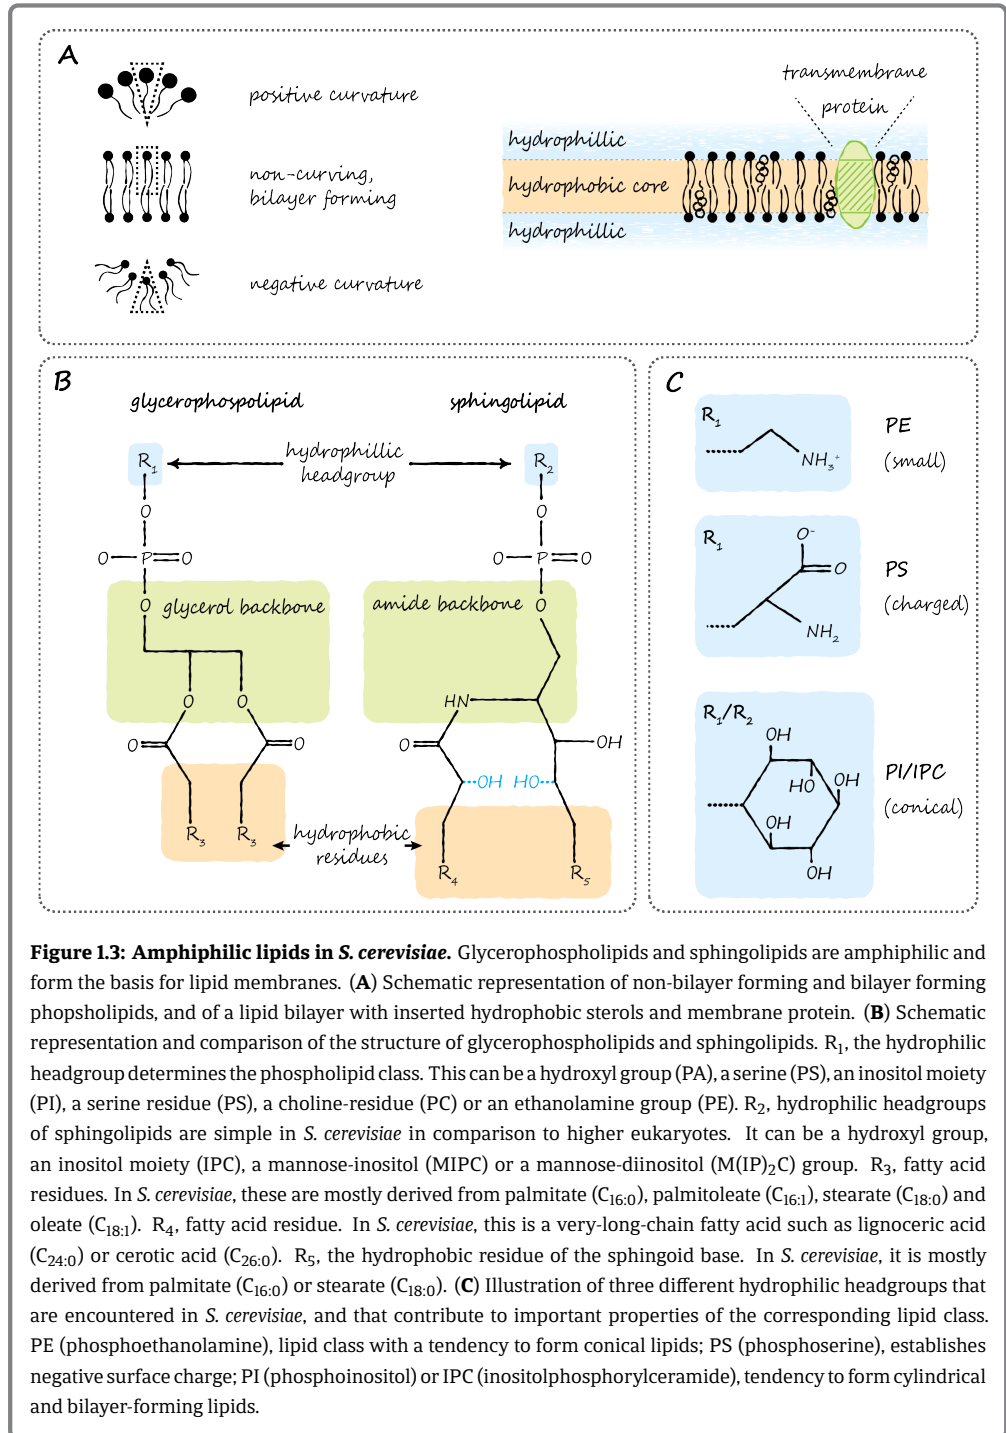 A
positive curvature
non-curving,
bilayer forming
negative curvature
transmembrane
protein
hydrophillic
hydrophobic core
hydrophillic
B
glycerophospolipid
sphingolipid
R1
hydrophillic
headgroup
R2
O
O
O
P
O
O
P
O
O
glycerol backbone
amide backbone
O
O
O
HN
O
O
O
OH
OH
HO
R3
R3
hydrophobic
residues
R4
R5
C
R1
NH3+
PE
(small)
R1
O-
O
NH2
PS
(charged)
R1/R2
OH
HO
OH
OH
OH
PI/IPC
(conical)
Figure 1.3: Amphiphilic lipids in S. cerevisiae. Glycerophospholipids and sphingolipids are amphiphilic and
form the basis for lipid membranes. (A) Schematic representation of non-bilayer forming and bilayer forming
phopsholipids, and of a lipid bilayer with inserted hydrophobic sterols and membrane protein. (B) Schematic
representation and comparison of the structure of glycerophospholipids and sphingolipids. R1, the hydrophilic
headgroup determines the phospholipid class. This can be a hydroxyl group (PA), a serine (PS), an inositol moiety
(PI), a serine residue (PS), a choline-residue (PC) or an ethanolamine group (PE). R2, hydrophilic headgroups
of sphingolipids are simple in S. cerevisiae in comparison to higher eukaryotes. It can be a hydroxyl group,
an inositol moiety (IPC), a mannose-inositol (MIPC) or a mannose-diinositol (M(IP)2C) group. R3, fatty acid
residues. In S. cerevisiae, these are mostly derived from palmitate (C16:0), palmitoleate (C16:1), stearate (C18:0) and
oleate (C18:1). R4, fatty acid residue. In S. cerevisiae, this is a very-long-chain fatty acid such as lignoceric acid
(C24:0) or cerotic acid (C26:0). R5, the hydrophobic residue of the sphingoid base. In S. cerevisiae, it is mostly
derived from palmitate (C16:0) or stearate (C18:0). (C) Illustration of three different hydrophilic headgroups that
are encountered in S. cerevisiae, and that contribute to important properties of the corresponding lipid class.
PE (phosphoethanolamine), lipid class with a tendency to form conical lipids; PS (phosphoserine), establishes
negative surface charge; PI (phosphoinositol) or IPC (inositolphosphorylceramide), tendency to form cylindrical
and bilayer-forming lipids.